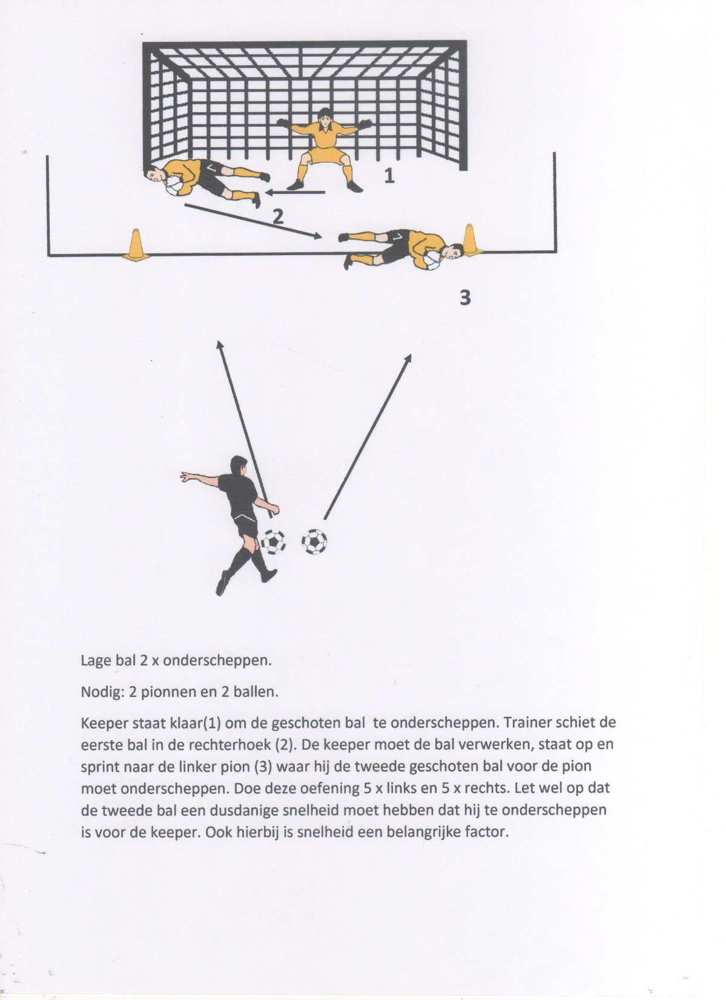 1
2
3
Lage bal 2 x onderscheppen.
Nodig: 2 pionnen en 2 ballen.
Keeper staat klaar(1) om de geschoten bal te onderscheppen. Trainer schiet de
eerste bal in de rechterhoek (2). De keeper moet de bal verwerken, staat op en
sprint naar de linker pion (3) waar hij de tweede geschoten bal voor de pion
moet onderscheppen. Doe deze oefening 5 x links en 5 x rechts. Let wel op dat
de tweede bal een dusdanige snelheid moet hebben dat hij te onderscheppen
is voor de keeper. Ook hierbij is snelheid een belangrijke factor.